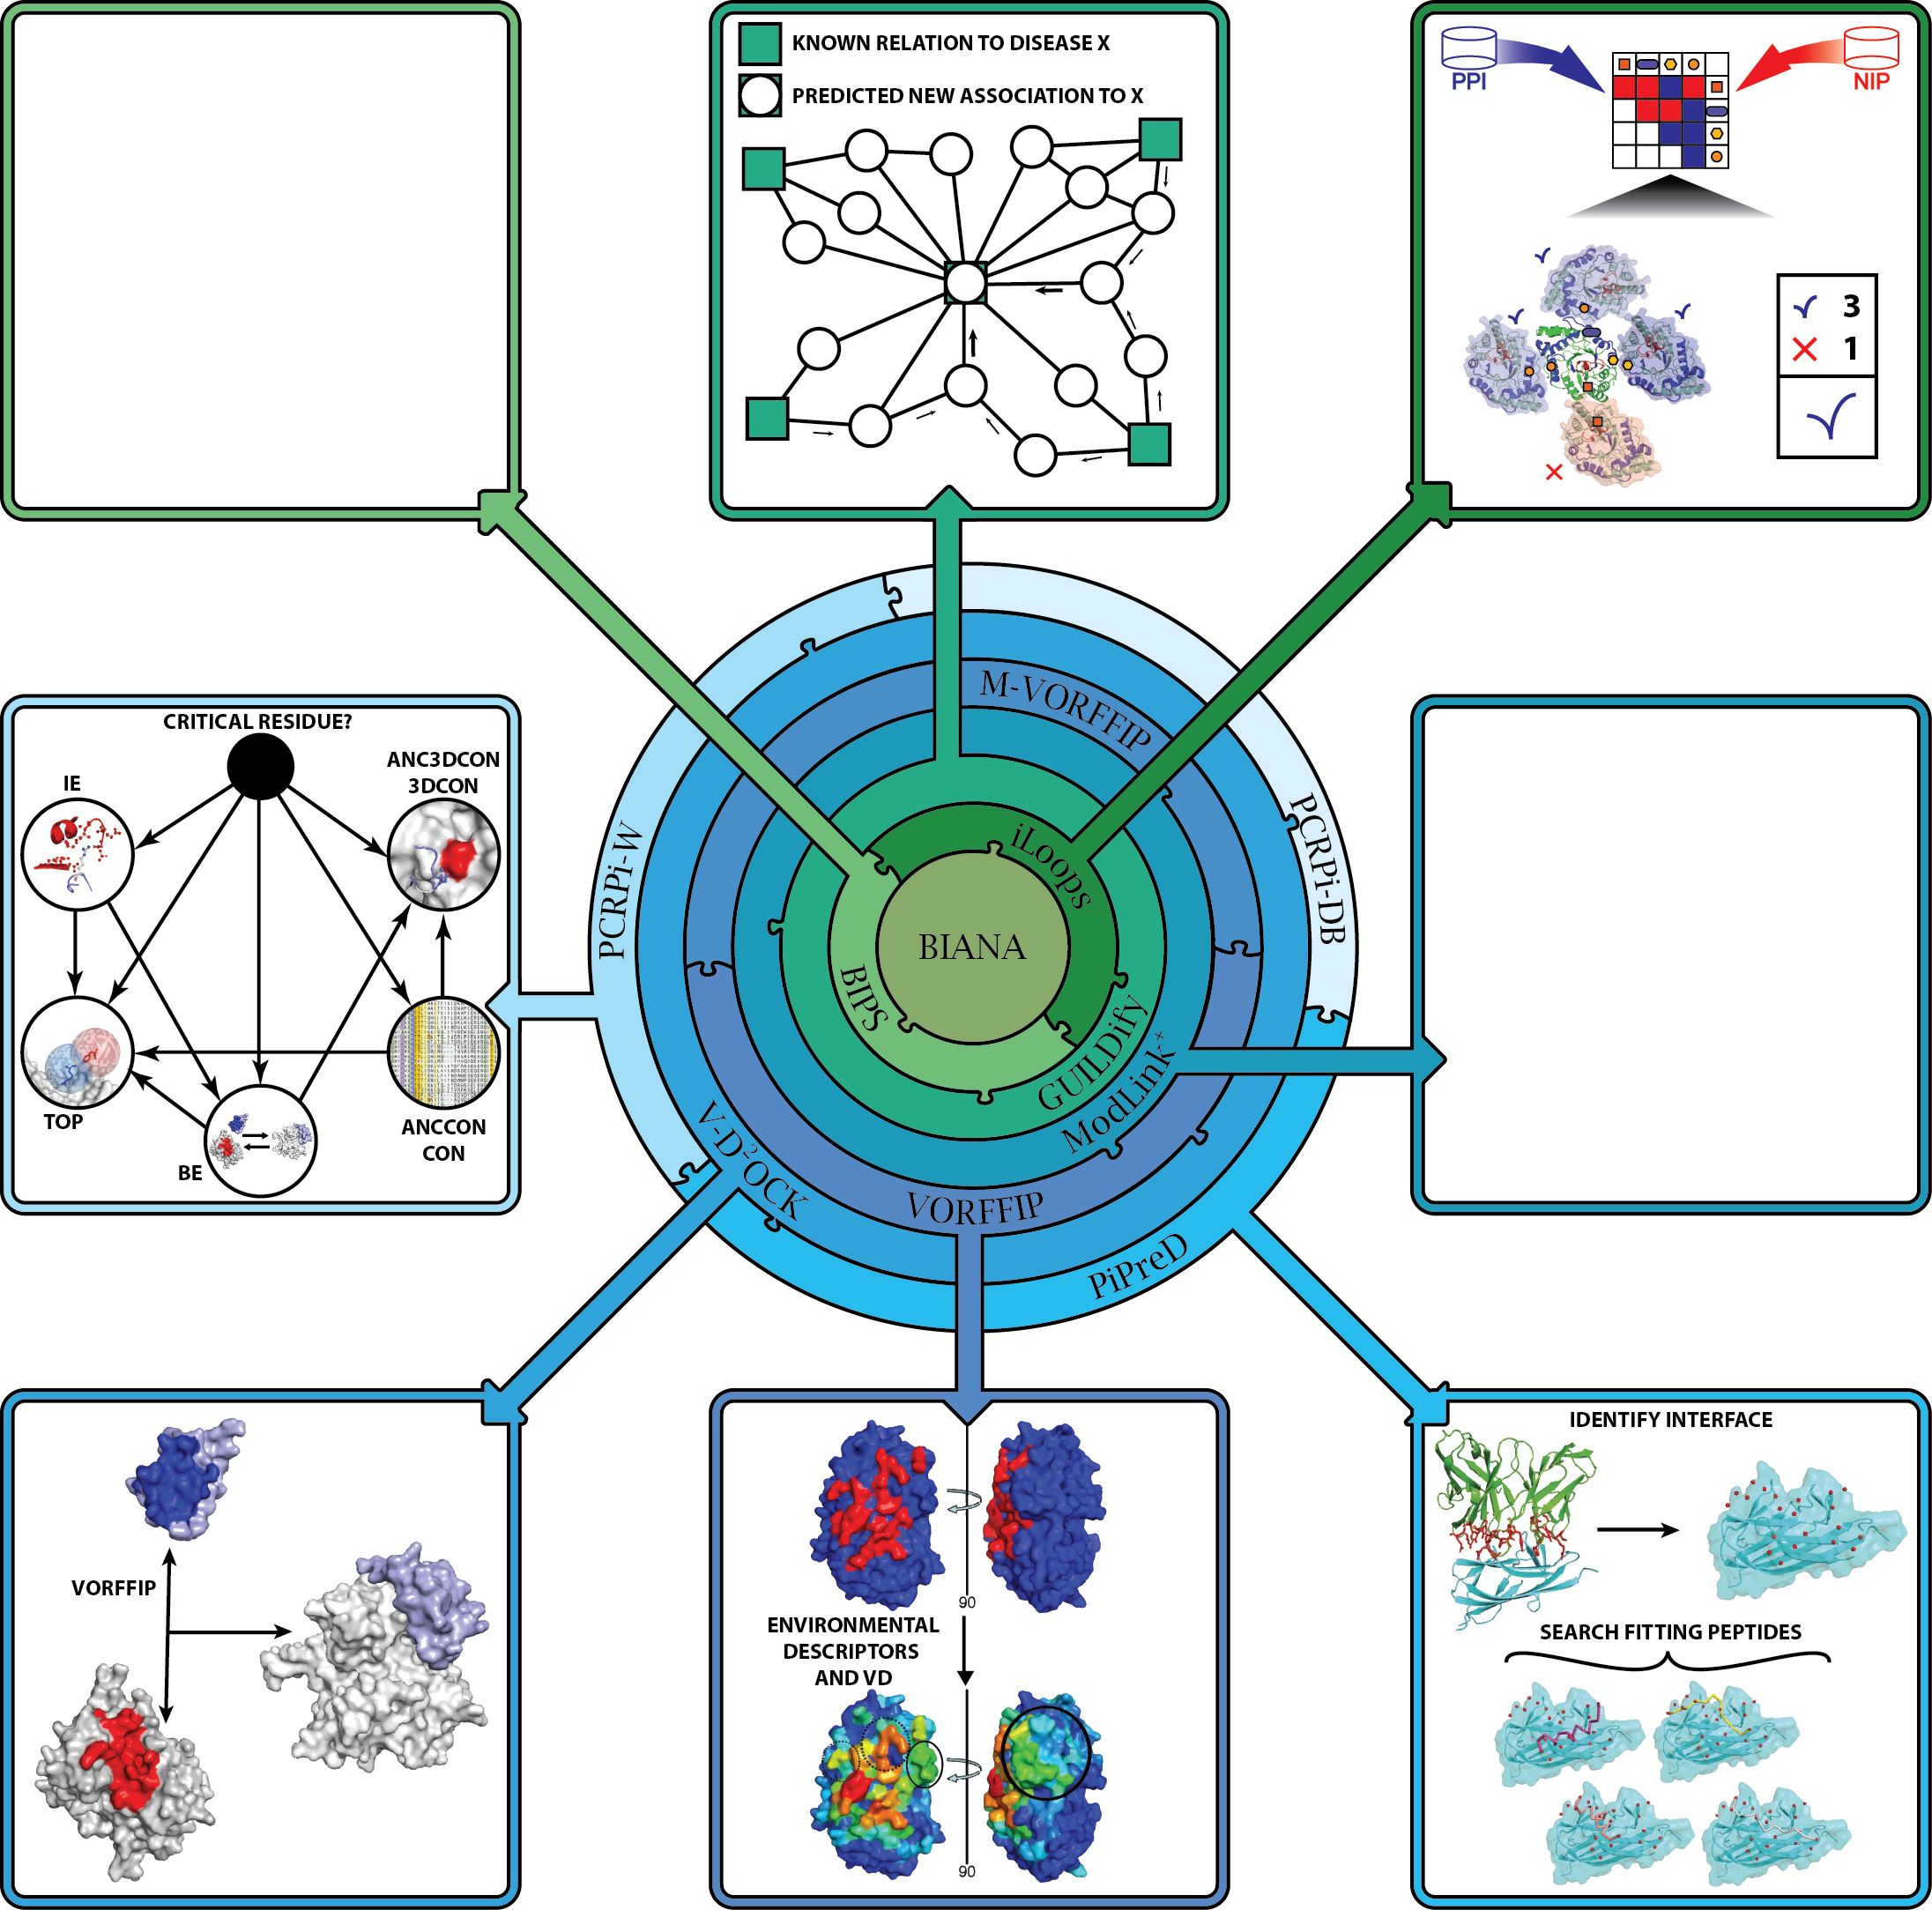 KNOWN RELATION TO DISEASE X
PREDICTED NEW ASSOCIATION TO X
PPI
NIP
3
1
CRITICAL RESIDUE?
IE
ANC3DCON
3DCON
TOP
BE
ANCCON
CON
M-VORFFIP
PCRPi-W
PCRPi-DB
iLoops
BIANA
BIPS
GUILDify
ModLink+
V-D²OCK
VORFFIP
PiPreD
VORFFIP
90
ENVIRONMENTAL
DESCRIPTORS
AND VD
90
IDENTIFY INTERFACE
SEARCH FITTING PEPTIDES